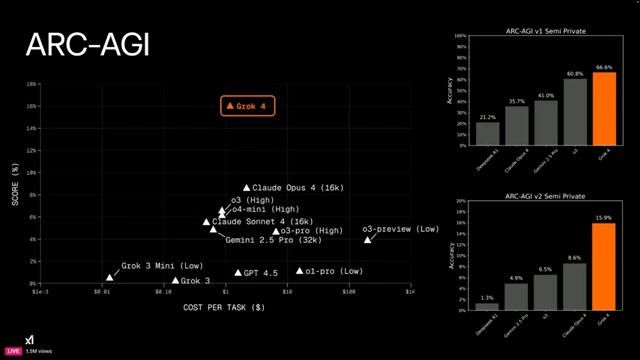 ARC-AGI
18%
16%
14%
12%
10%
8%
6%
4%
2%
0%
SCORE (%)
Grok 4
Claude Opus 4 (16k)
o3 (High)
o4-mini (High)
Claude Sonnet 4 (16k)
o3-pro (High)
o3-preview (Low)
Gemini 2.5 Pro (32k)
Grok 3 Mini (Low)
GPT 4.5
o1-pro (Low)
Grok 3
$1e-3
$0.01
$0.10
$1
$10
$100
$1K
COST PER TASK ($)
ARC-AGI v1 Semi Private
100%
90%
80%
70%
60%
50%
40%
30%
20%
10%
0%
Accuracy
21.2%
35.7%
41.0%
60.8%
66.6%
Deepseek R1
Claude Opus 4
Gemini 2.5 Pro
o3
Grok 4
ARC-AGI v2 Semi Private
20%
18%
16%
14%
12%
10%
8%
6%
4%
2%
0%
Accuracy
1.3%
4.9%
6.5%
8.6%
15.9%
Deepseek R1
Gemini 2.5 Pro
o3
Claude Opus 4
Grok 4
xI
LIVE
1.5M views